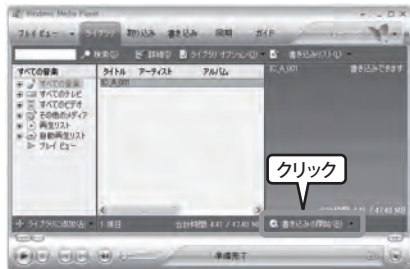 Windows Media Player
プレイ ビュー ライブラリ 取り込み 書き込み 同期 ガイド
検索(S) 詳細(D) ライブラリ オプション(O) 書き込みリスト(L)
すべての音楽 タイトル アーティスト アルバム IC_A_001 書き込みできます
すべての音楽 IC_A_001
すべてのテレビ
すべてのビデオ
その他のメディア
再生リスト
自動再生リスト
プレイ ビュー
クリック
ライブラリに追加(A) 1 項目 合計時間: 4:41 / 47.40 M 書き込みの開始(B) 4:41 / 47.40 MB
準備完了